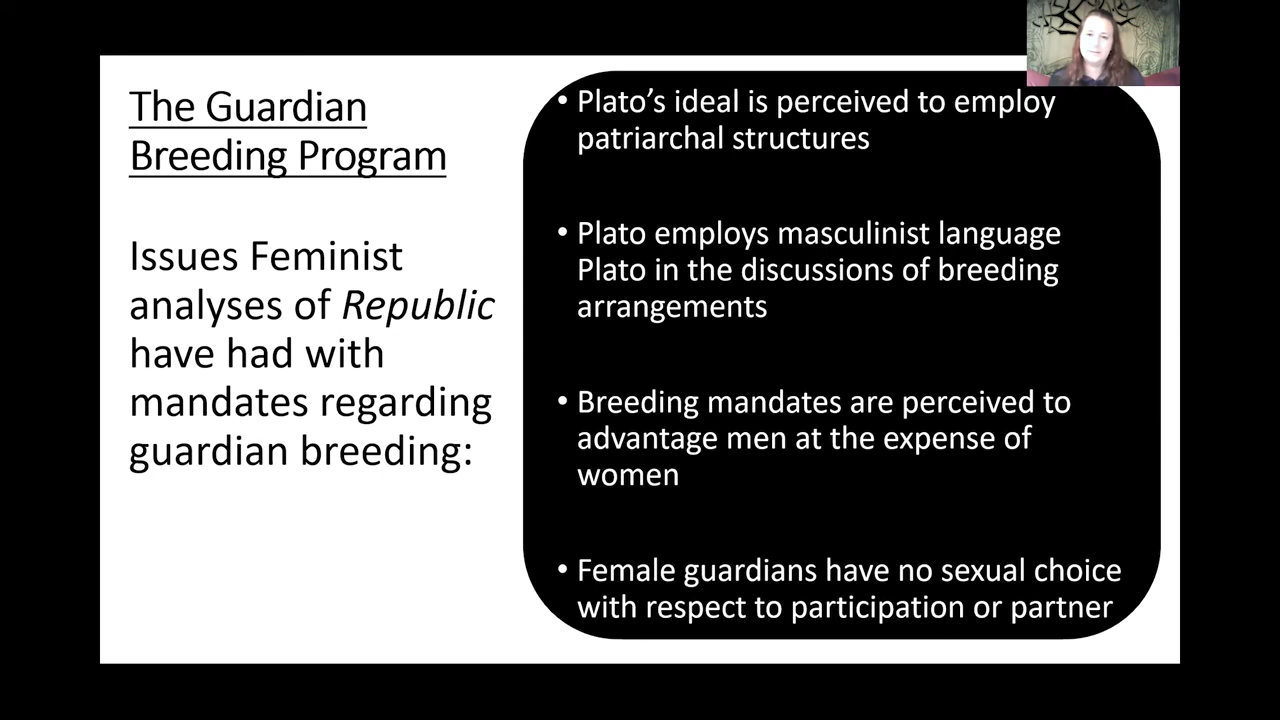 The Guardian
Breeding Program
Issues Feminist
analyses of Republic
have had with
mandates regarding
guardian breeding:
• Plato’s ideal is perceived to employ
patriarchal structures
• Plato employs masculinist language
Plato in the discussions of breeding
arrangements
• Breeding mandates are perceived to
advantage men at the expense of
women
• Female guardians have no sexual choice
with respect to participation or partner